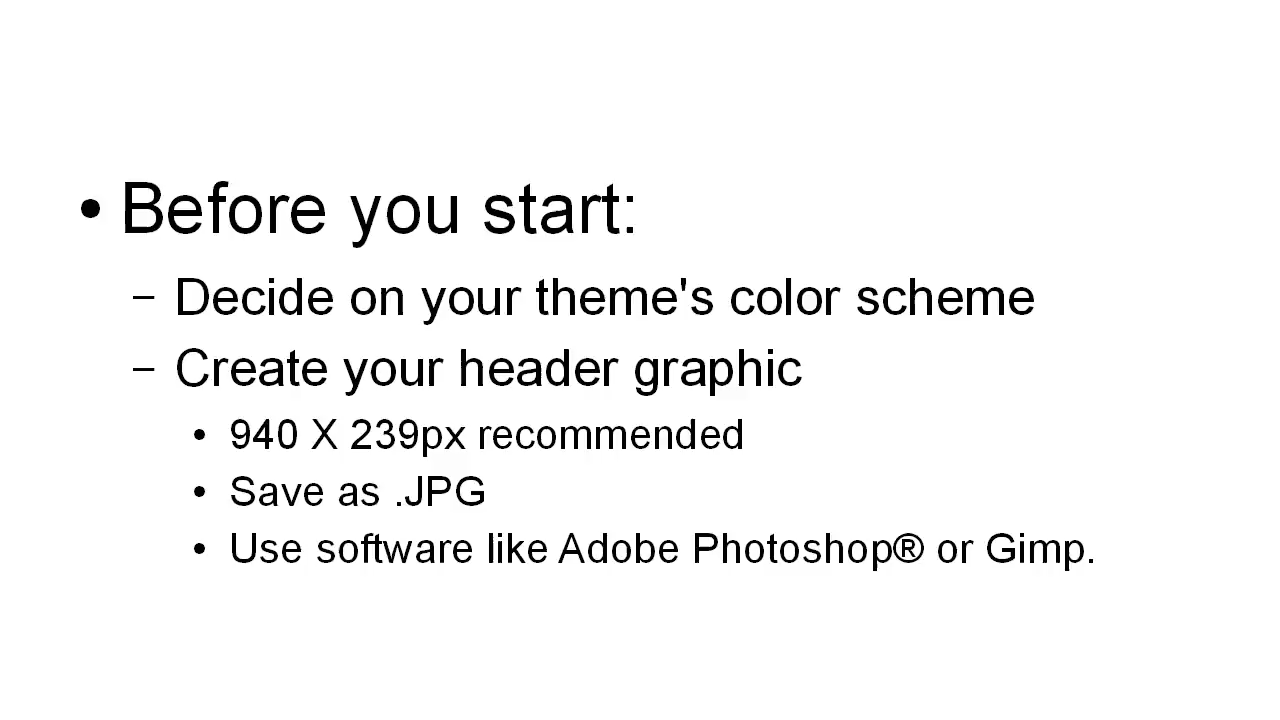 • Before you start:
– Decide on your theme's color scheme
– Create your header graphic
• 940 X 239px recommended
• Save as .JPG
• Use software like Adobe Photoshop® or Gimp.